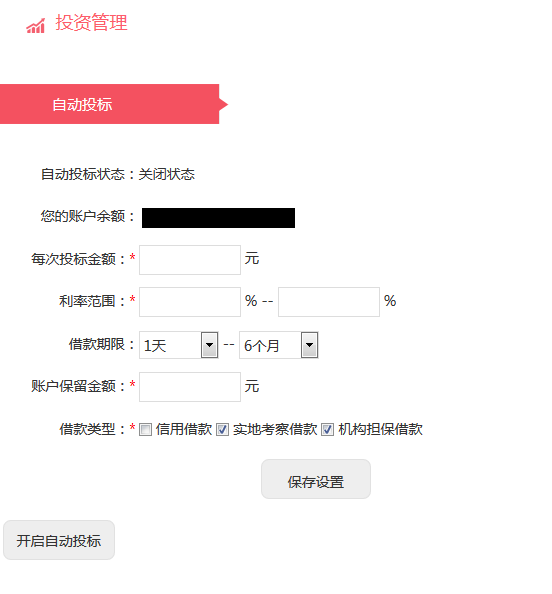 投资管理
自动投标
自动投标状态：关闭状态
您的账户余额：
每次投标金额：* 元
利率范围：* % -- %
借款期限：1天 -- 6个月
账户保留金额：* 元
借款类型：* 信用借款 实地考察借款 机构担保借款
保存设置
开启自动投标